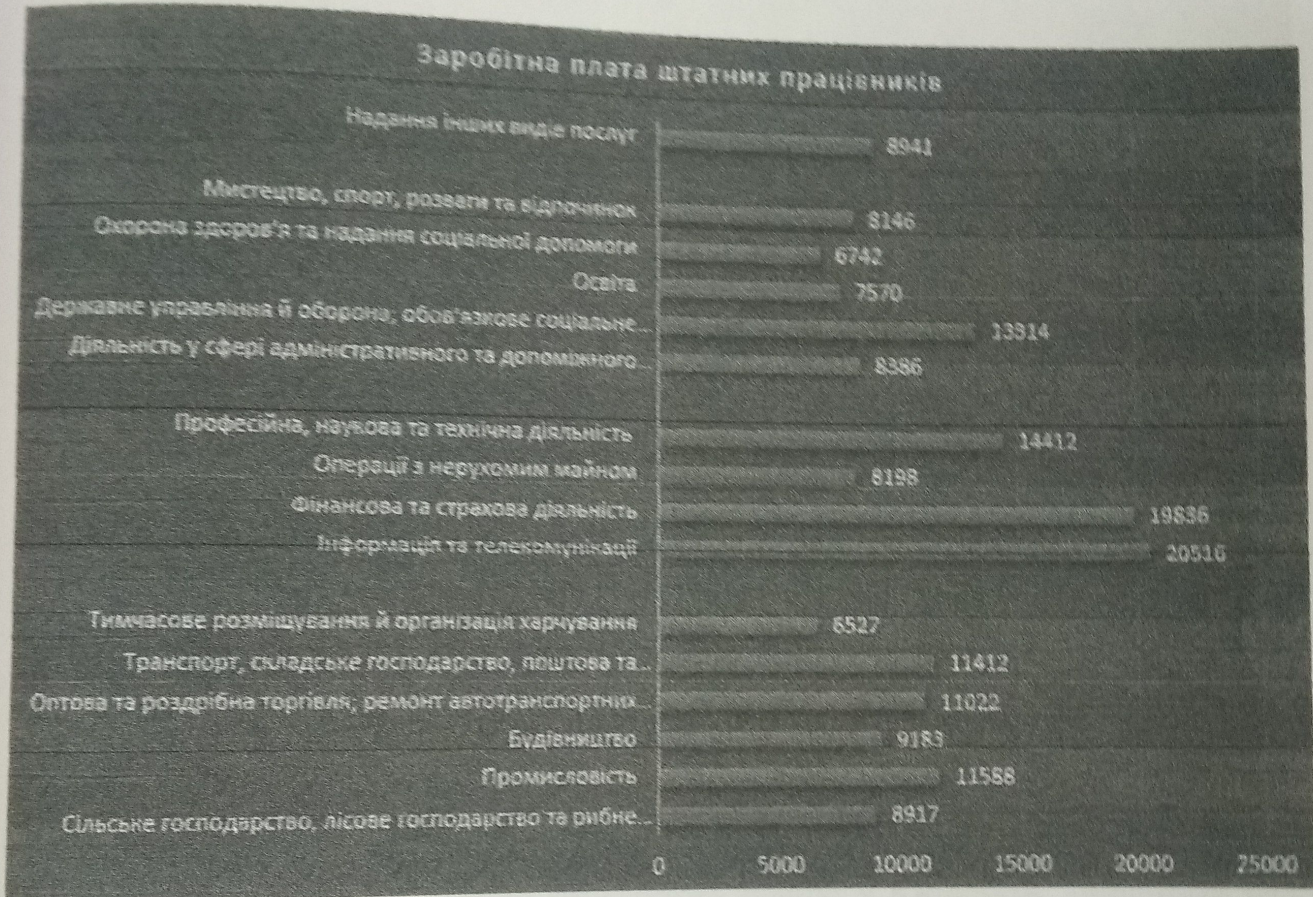 Заробітна плата штатних працівників
Надання інших видів послуг 8941
Мистецтво, спорт, розваги та відпочинок 8146
Охорона здоров'я та надання соціальної допомоги 6742
Освіта 7570
Державне управління й оборона; обов'язкове соціальне... 13314
Діяльність у сфері адміністративного та допоміжного... 8386
Професійна, наукова та технічна діяльність 14412
Операції з нерухомим майном 8198
Фінансова та страхова діяльність 19836
Інформація та телекомунікації 20516
Тимчасове розміщування й організація харчування 6527
Транспорт, складське господарство, поштова та... 11412
Оптова та роздрібна торгівля; ремонт автотранспортних... 11022
Будівництво 9183
Промисловість 11588
Сільське господарство, лісове господарство та рибне... 8917
0 5000 10000 15000 20000 25000